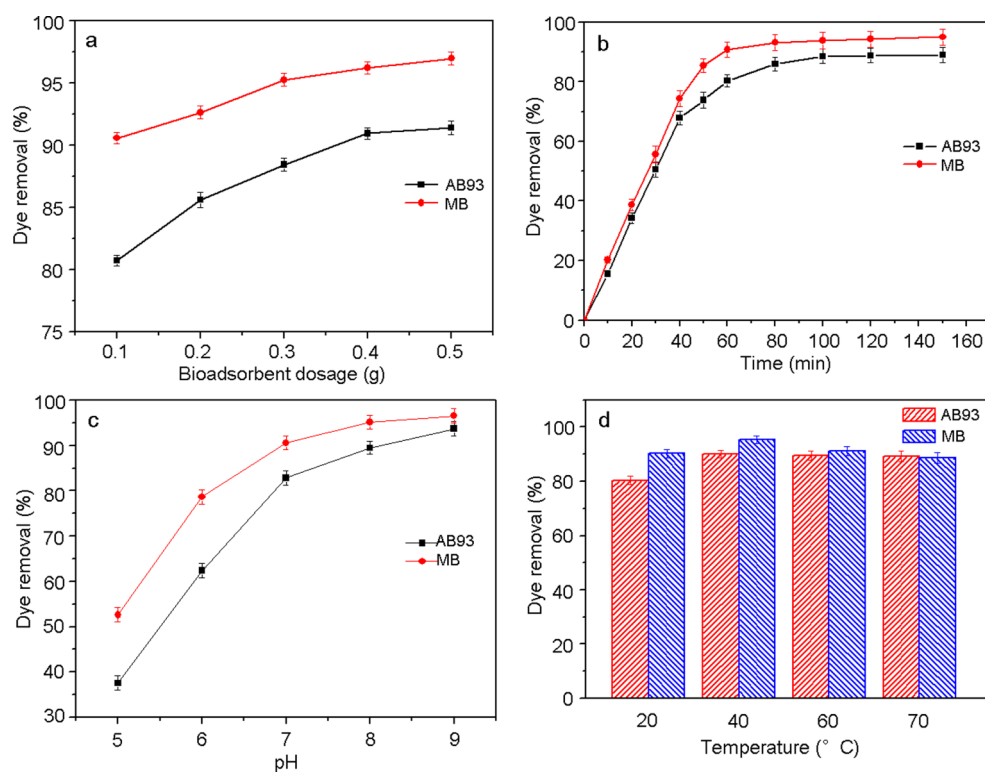 a
100
95
90
85
80
75
Dye removal (%)
AB93
MB
0.1 0.2 0.3 0.4 0.5
Bioadsorbent dosage (g)
b
100
80
60
40
20
0
Dye removal (%)
AB93
MB
0 20 40 60 80 100 120 140 160
Time (min)
c
100
90
80
70
60
50
40
30
Dye removal (%)
AB93
MB
5 6 7 8 9
pH
d
100
80
60
40
20
0
Dye removal (%)
AB93
MB
20 40 60 70
Temperature (° C)